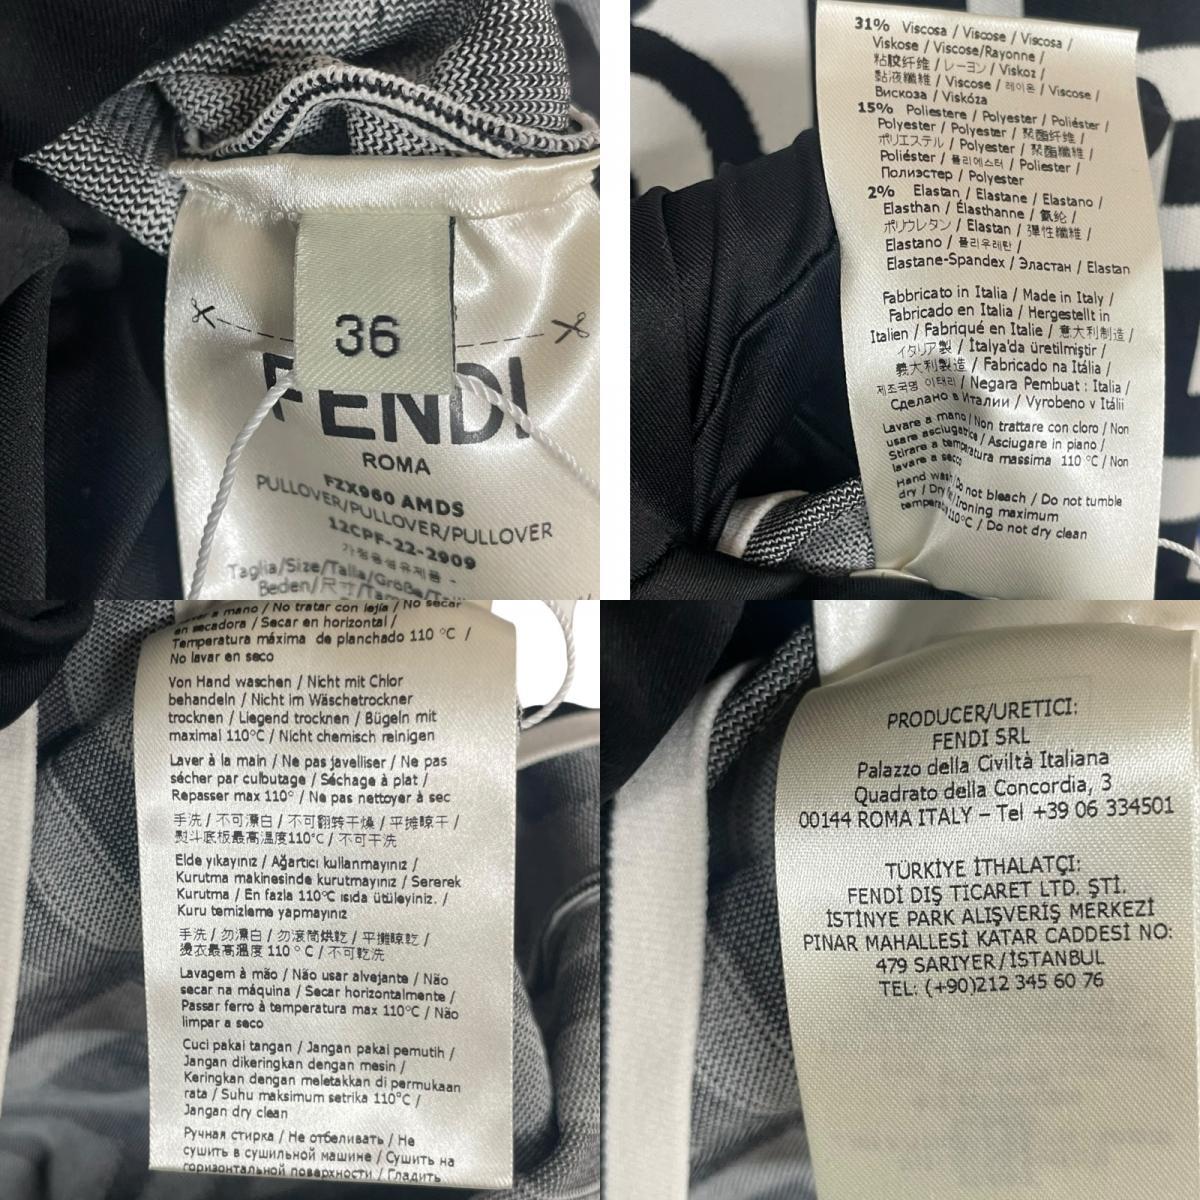 36
FENDI
ROMA
FZX960 AMDS
PULLOVER/PULLOVER/PULLOVER
12CPF-22-2909
가정용섬유제품 -
Taglia/Size/Talla/Größe/Taille
Beden/尺寸/
31% Viscosa / Viscose / Viscosa /
Viskose / Viscose/Rayonne /
粘胶纤维 / レーヨン / Viskoz /
黏液纖維 / Viscose / 레이온 / Viscose /
Вискоза / Viskóza
15% Poliestere / Polyester / Poliéster /
Polyester / Polyester / 聚酯纤维 /
ポリエステル / Polyester / 聚酯纖維 /
Poliéster / 폴리에스터 / Poliester /
Полиэстер / Polyester
2% Elastan / Elastane / Elastano /
Elasthan / Élasthanne / 氨纶 /
ポリウレタン / Elastan / 彈性纖維 /
Elastano / 폴리우레탄 /
Elastane-Spandex / Эластан / Elastan
Fabbricato in Italia / Made in Italy /
Fabricado en Italia / Hergestellt in
Italien / Fabriqué en Italie / 意大利制造 /
イタリア製 / İtalya'da üretilmiştir /
義大利製造 / Fabricado na Itália /
제조국명 이태리 / Negara Pembuat : Italia /
Сделано в Италии / Vyrobeno v Itálii
Lavare a mano / Non trattare con cloro / Non
usare asciugatrice / Asciugare in piano /
Stirare a temperatura massima 110 °C / Non
lavare a secco
Hand wash / Do not bleach / Do not tumble
dry / Dry flat / Ironing maximum
temperature 110°C / Do not dry clean
Lavar a mano / No tratar con lejía / No secar
en secadora / Secar en horizontal /
Temperatura máxima de planchado 110 °C /
No lavar en seco
Von Hand waschen / Nicht mit Chlor
behandeln / Nicht im Wäschetrockner
trocknen / Liegend trocknen / Bügeln mit
maximal 110°C / Nicht chemisch reinigen
Laver à la main / Ne pas javelliser / Ne pas
sécher par culbutage / Séchage à plat /
Repasser max 110° / Ne pas nettoyer à sec
手洗 / 不可漂白 / 不可翻转干燥 / 平摊晾干 /
熨斗底板最高温度110°C / 不可干洗
Elde yıkayınız / Ağartıcı kullanmayınız /
Kurutma makinesinde kurutmayınız / Sererek
Kurutma / En fazla 110°C ısıda ütüleyiniz. /
Kuru temizleme yapmayınız
手洗 / 勿漂白 / 勿滾筒烘乾 / 平攤晾乾 /
燙衣最高溫度 110 °C / 不可乾洗
Lavagem à mão / Não usar alvejante / Não
secar na máquina / Secar horizontalmente /
Passar ferro à temperatura max 110°C / Não
limpar a seco
Cuci pakai tangan / Jangan pakai pemutih /
Jangan dikeringkan dengan mesin /
Keringkan dengan meletakkan di permukaan
rata / Suhu maksimum setrika 110°C /
Jangan dry clean
Ручная стирка / Не отбеливать / Не
сушить в сушильной машине / Сушить на
горизонтальной поверхности / Гладить
PRODUCER/URETICI:
FENDI SRL
Palazzo della Civiltà Italiana
Quadrato della Concordia, 3
00144 ROMA ITALY – Tel +39 06 334501
TÜRKİYE İTHALATÇI:
FENDİ DIŞ TİCARET LTD. ŞTİ.
İSTİNYE PARK ALIŞVERİŞ MERKEZİ
PINAR MAHALLESİ KATAR CADDESİ NO:
479 SARIYER/İSTANBUL
TEL: (+90)212 345 60 76